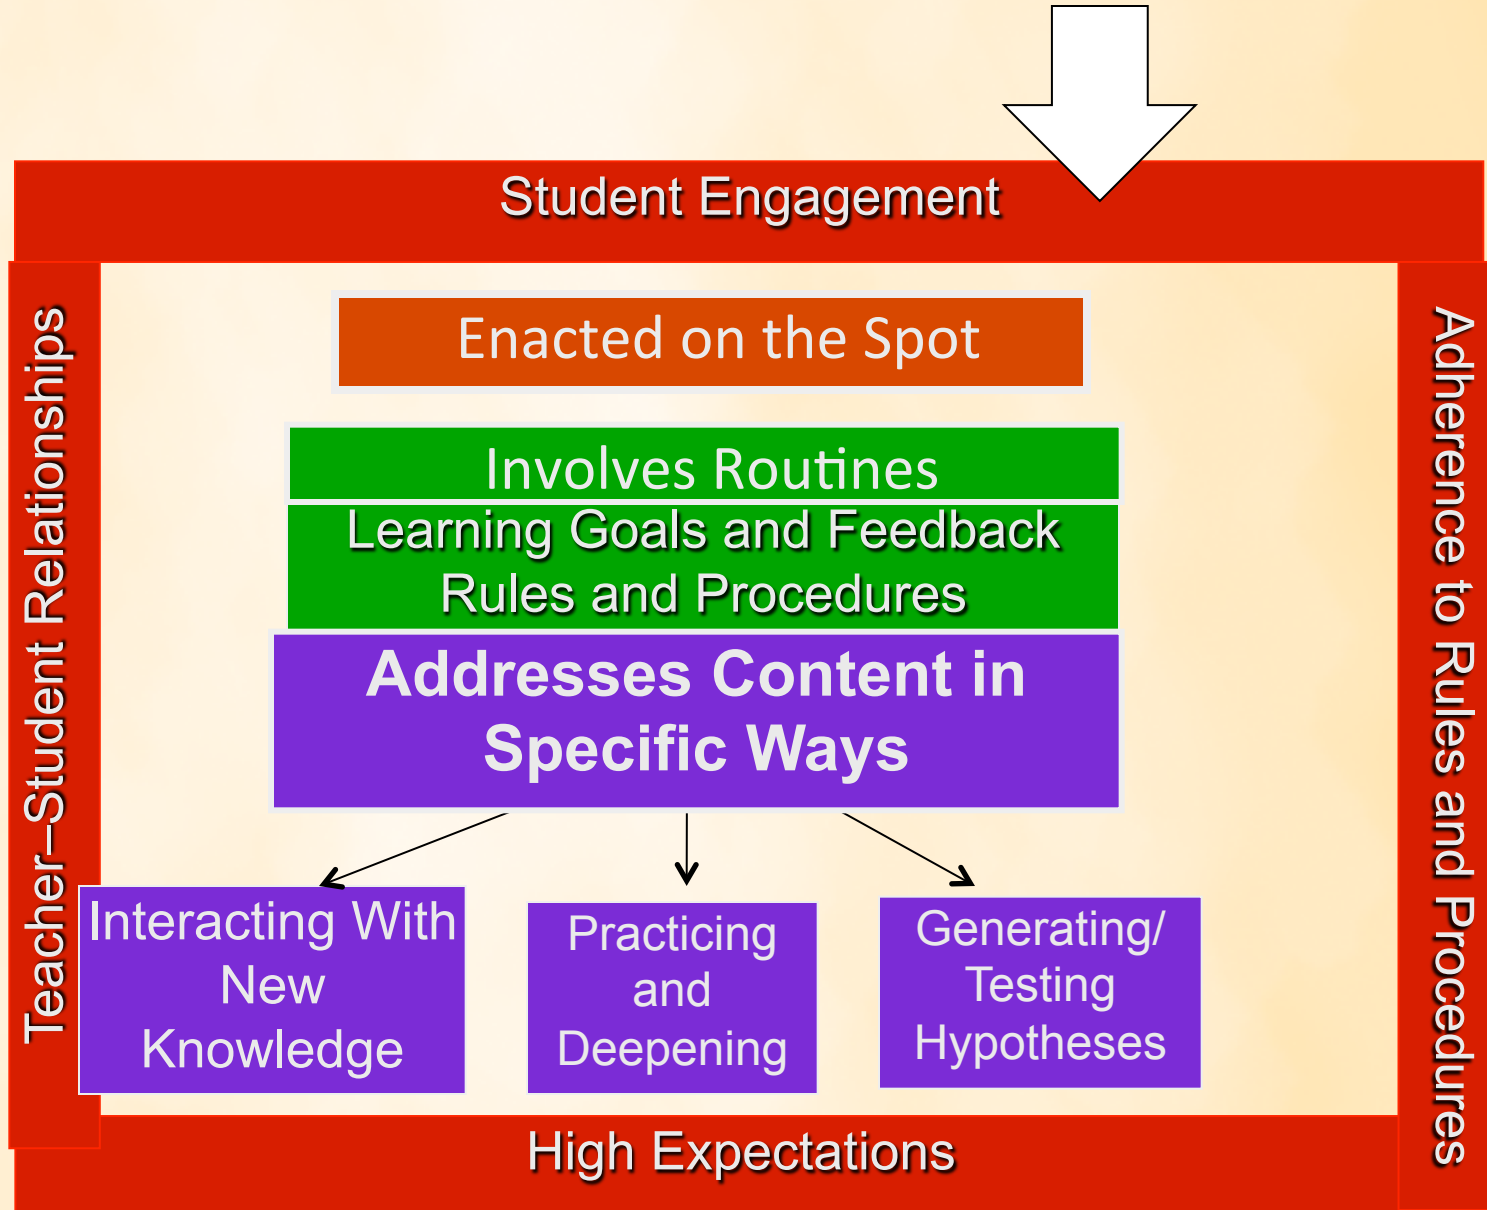 Student Engagement
Teacher–Student Relationships
Enacted on the Spot
Involves Routines
Learning Goals and Feedback
Rules and Procedures
Addresses Content in
Specific Ways
Interacting With
New
Knowledge
Practicing
and
Deepening
Generating/
Testing
Hypotheses
Adherence to Rules and Procedures
High Expectations